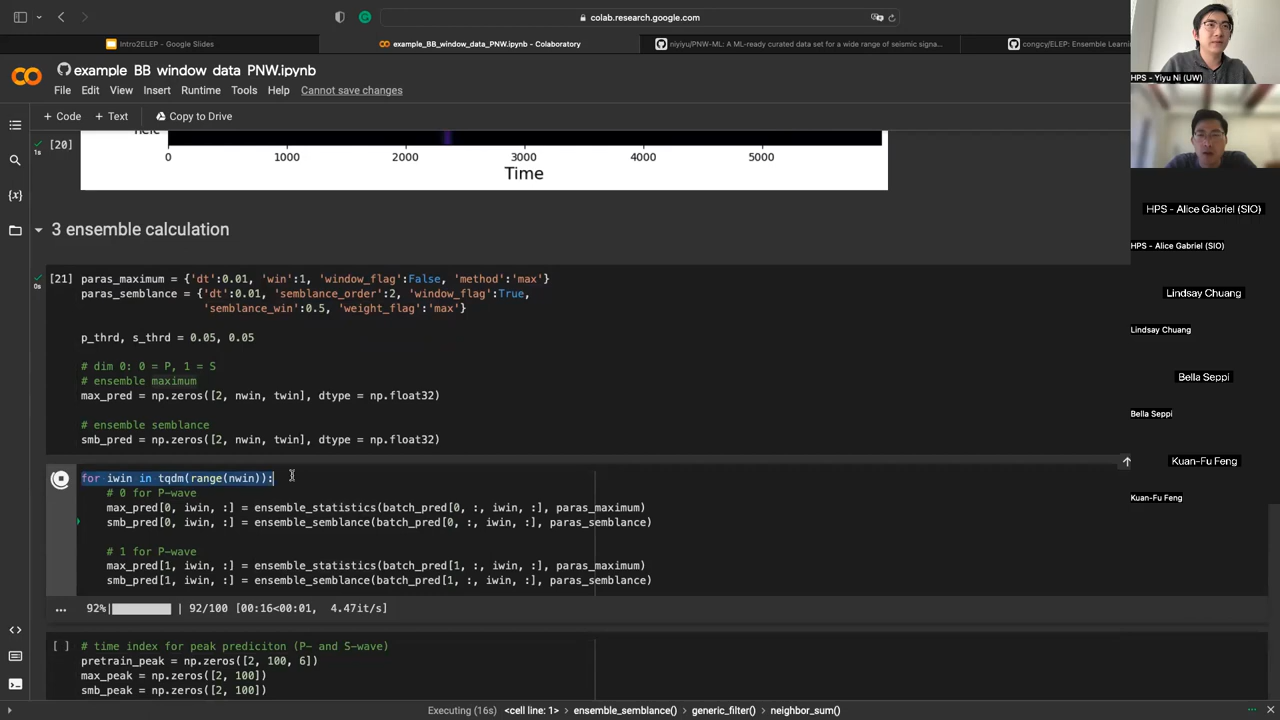 colab.research.google.com
Intro2ELEP - Google Slides
example_BB_window_data_PNW.ipynb - Colaboratory
niyiyu/PNW-ML: A ML-ready curated data set for a wide range of seismic signa...
congcy/ELEP: Ensemble Learni
HPS - Yiyu Ni (UW)
example BB window data PNW.ipynb
File Edit View Insert Runtime Tools Help Cannot save changes
+ Code + Text Copy to Drive
[20]
1s
0 1000 2000 3000 4000 5000
Time
3 ensemble calculation
HPS - Alice Gabriel (SIO)
HPS - Alice Gabriel (SIO)
[21] paras_maximum = {'dt':0.01, 'win':1, 'window_flag':False, 'method':'max'}
0s
paras_semblance = {'dt':0.01, 'semblance_order':2, 'window_flag':True,
'semblance_win':0.5, 'weight_flag':'max'}
p_thrd, s_thrd = 0.05, 0.05
# dim 0: 0 = P, 1 = S
# ensemble maximum
max_pred = np.zeros([2, nwin, twin], dtype = np.float32)
# ensemble semblance
smb_pred = np.zeros([2, nwin, twin], dtype = np.float32)
Lindsay Chuang
Lindsay Chuang
Bella Seppi
Bella Seppi
Kuan-Fu Feng
Kuan-Fu Feng
for iwin in tqdm(range(nwin)):
# 0 for P-wave
max_pred[0, iwin, :] = ensemble_statistics(batch_pred[0, :, iwin, :], paras_maximum)
smb_pred[0, iwin, :] = ensemble_semblance(batch_pred[0, :, iwin, :], paras_semblance)
# 1 for P-wave
max_pred[1, iwin, :] = ensemble_statistics(batch_pred[1, :, iwin, :], paras_maximum)
smb_pred[1, iwin, :] = ensemble_semblance(batch_pred[1, :, iwin, :], paras_semblance)
... 92%| | 92/100 [00:16<00:01, 4.47it/s]
[ ] # time index for peak prediciton (P- and S-wave)
pretrain_peak = np.zeros([2, 100, 6])
max_peak = np.zeros([2, 100])
smb_peak = np.zeros([2, 100])
Executing (16s) <cell line: 1> ensemble_semblance() generic_filter() neighbor_sum()